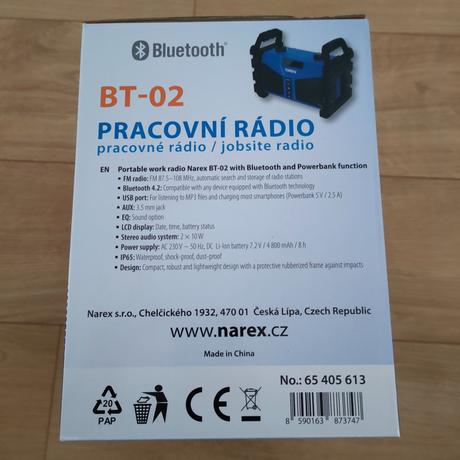 Bluetooth®
NAREX
BT-02
PRACOVNÍ RÁDIO
pracovné rádio / jobsite radio
EN Portable work radio Narex BT-02 with Bluetooth and Powerbank function
• FM radio: FM 87.5–108 MHz, automatic search and storage of radio stations
• Bluetooth 4.2: Compatible with any device equipped with Bluetooth technology
• USB port: For listening to MP3 files and charging most smartphones (Powerbank 5 V / 2.5 A)
• AUX: 3.5 mm jack
• EQ: Sound option
• LCD display: Date, time, battery status
• Stereo audio system: 2 × 10 W
• Power supply: AC 230 V ~ 50 Hz, DC Li-Ion battery 7.2 V / 4 800 mAh / 8 h
• IP65: Waterproof, shock-proof, dust-proof
• Design: Compact, robust and lightweight design with a protective rubberized frame against impacts
Narex s.r.o., Chelčického 1932, 470 01 Česká Lípa, Czech Republic
www.narex.cz
Made in China
No.: 65 405 613
20
PAP
8 590163 873747